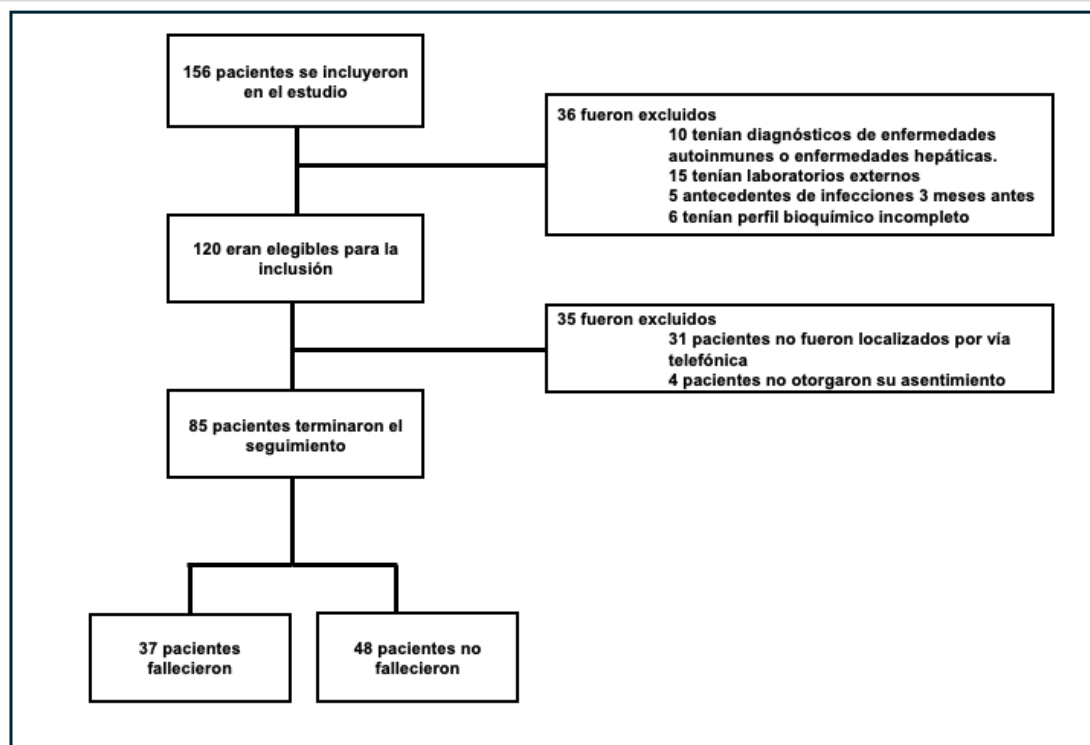 156 pacientes se incluyeron
en el estudio
36 fueron excluidos
10 tenían diagnósticos de enfermedades
autoinmunes o enfermedades hepáticas.
15 tenían laboratorios externos
5 antecedentes de infecciones 3 meses antes
6 tenían perfil bioquímico incompleto
120 eran elegibles para la
inclusión
35 fueron excluidos
31 pacientes no fueron localizados por vía
telefónica
4 pacientes no otorgaron su asentimiento
85 pacientes terminaron el
seguimiento
37 pacientes
fallecieron
48 pacientes no
fallecieron